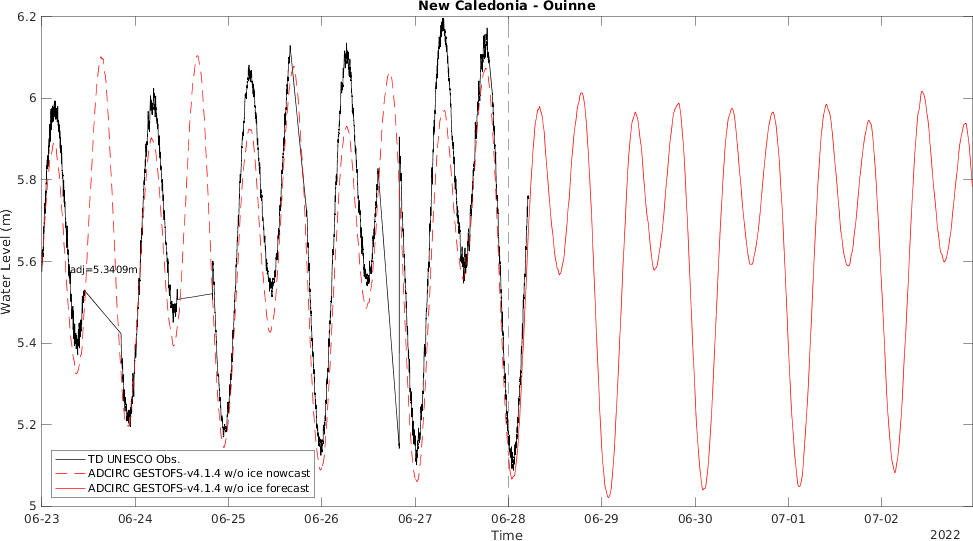 New Caledonia - Ouinne
6.2
6
5.8
5.6
5.4
5.2
5
Water Level (m)
adj=5.3409m
TD UNESCO Obs.
ADCIRC GESTOFS-v4.1.4 w/o ice nowcast
ADCIRC GESTOFS-v4.1.4 w/o ice forecast
06-23 06-24 06-25 06-26 06-27 06-28 06-29 06-30 07-01 07-02
Time
2022